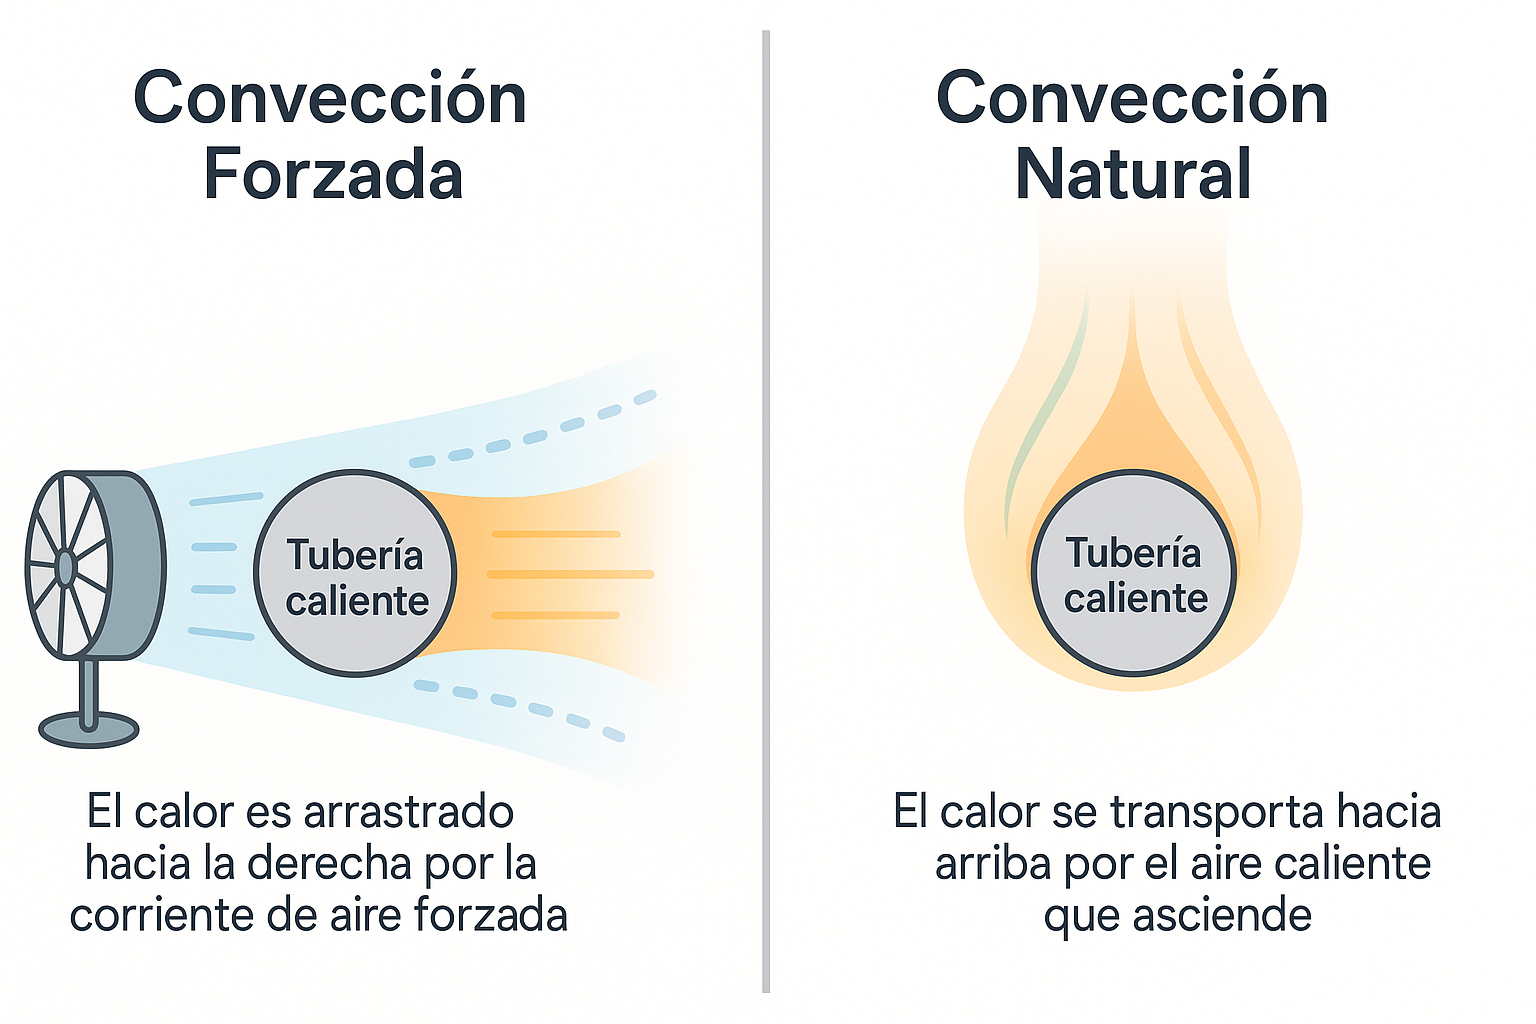 Convección
Forzada
Tubería
caliente
El calor es arrastrado
hacia la derecha por la
corriente de aire forzada
Convección
Natural
Tubería
caliente
El calor se transporta hacia
arriba por el aire caliente
que asciende